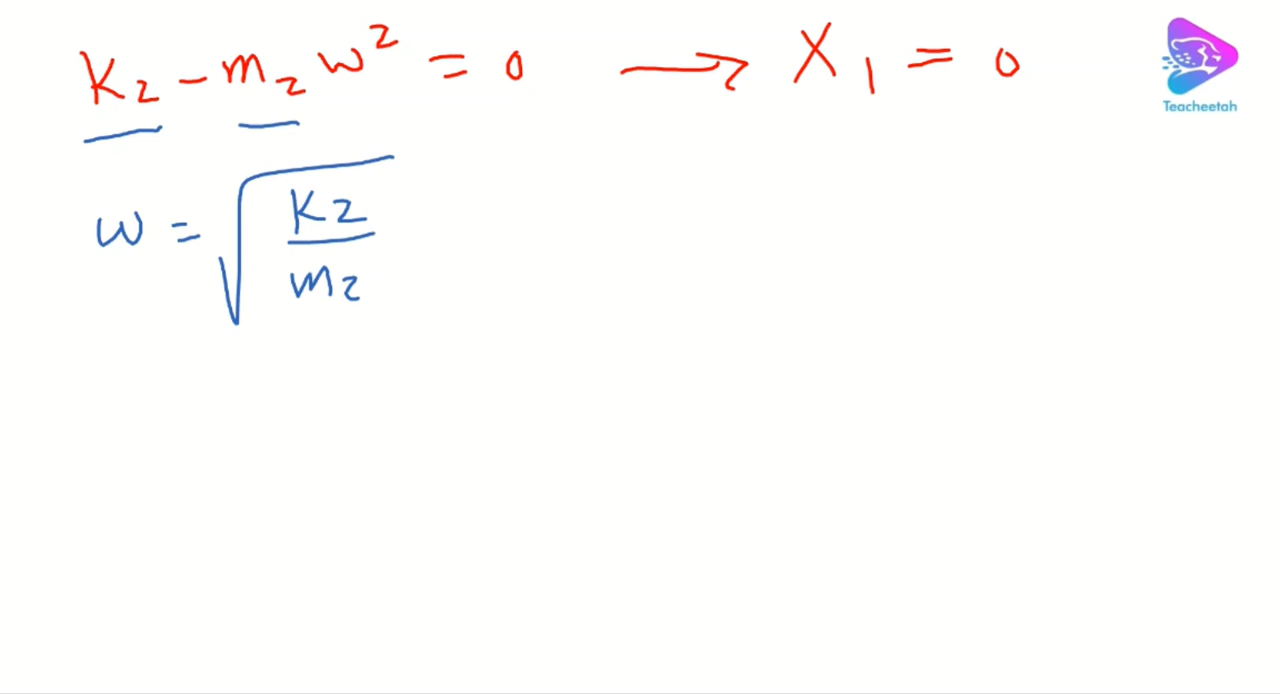 K₂ - m₂ w² = 0 → X₁ = 0
Teacheetah
w = √(K₂/m₂)